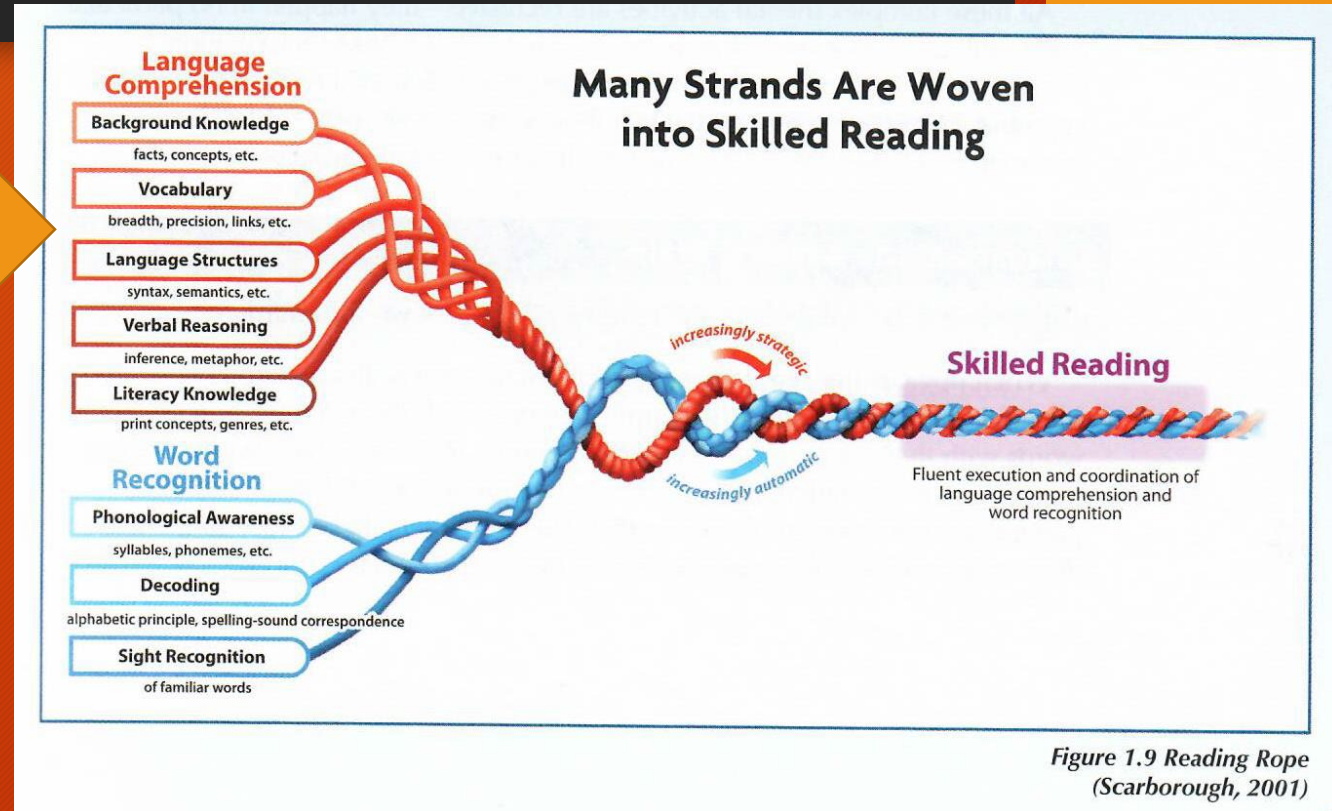 Many Strands Are Woven
into Skilled Reading
Language
Comprehension
Background Knowledge
facts, concepts, etc.
Vocabulary
breadth, precision, links, etc.
Language Structures
syntax, semantics, etc.
Verbal Reasoning
inference, metaphor, etc.
Literacy Knowledge
print concepts, genres, etc.
Word
Recognition
Phonological Awareness
syllables, phonemes, etc.
Decoding
alphabetic principle, spelling-sound correspondence
Sight Recognition
of familiar words
increasingly strategic
increasingly automatic
Skilled Reading
Fluent execution and coordination of
language comprehension and
word recognition
Figure 1.9 Reading Rope
(Scarborough, 2001)